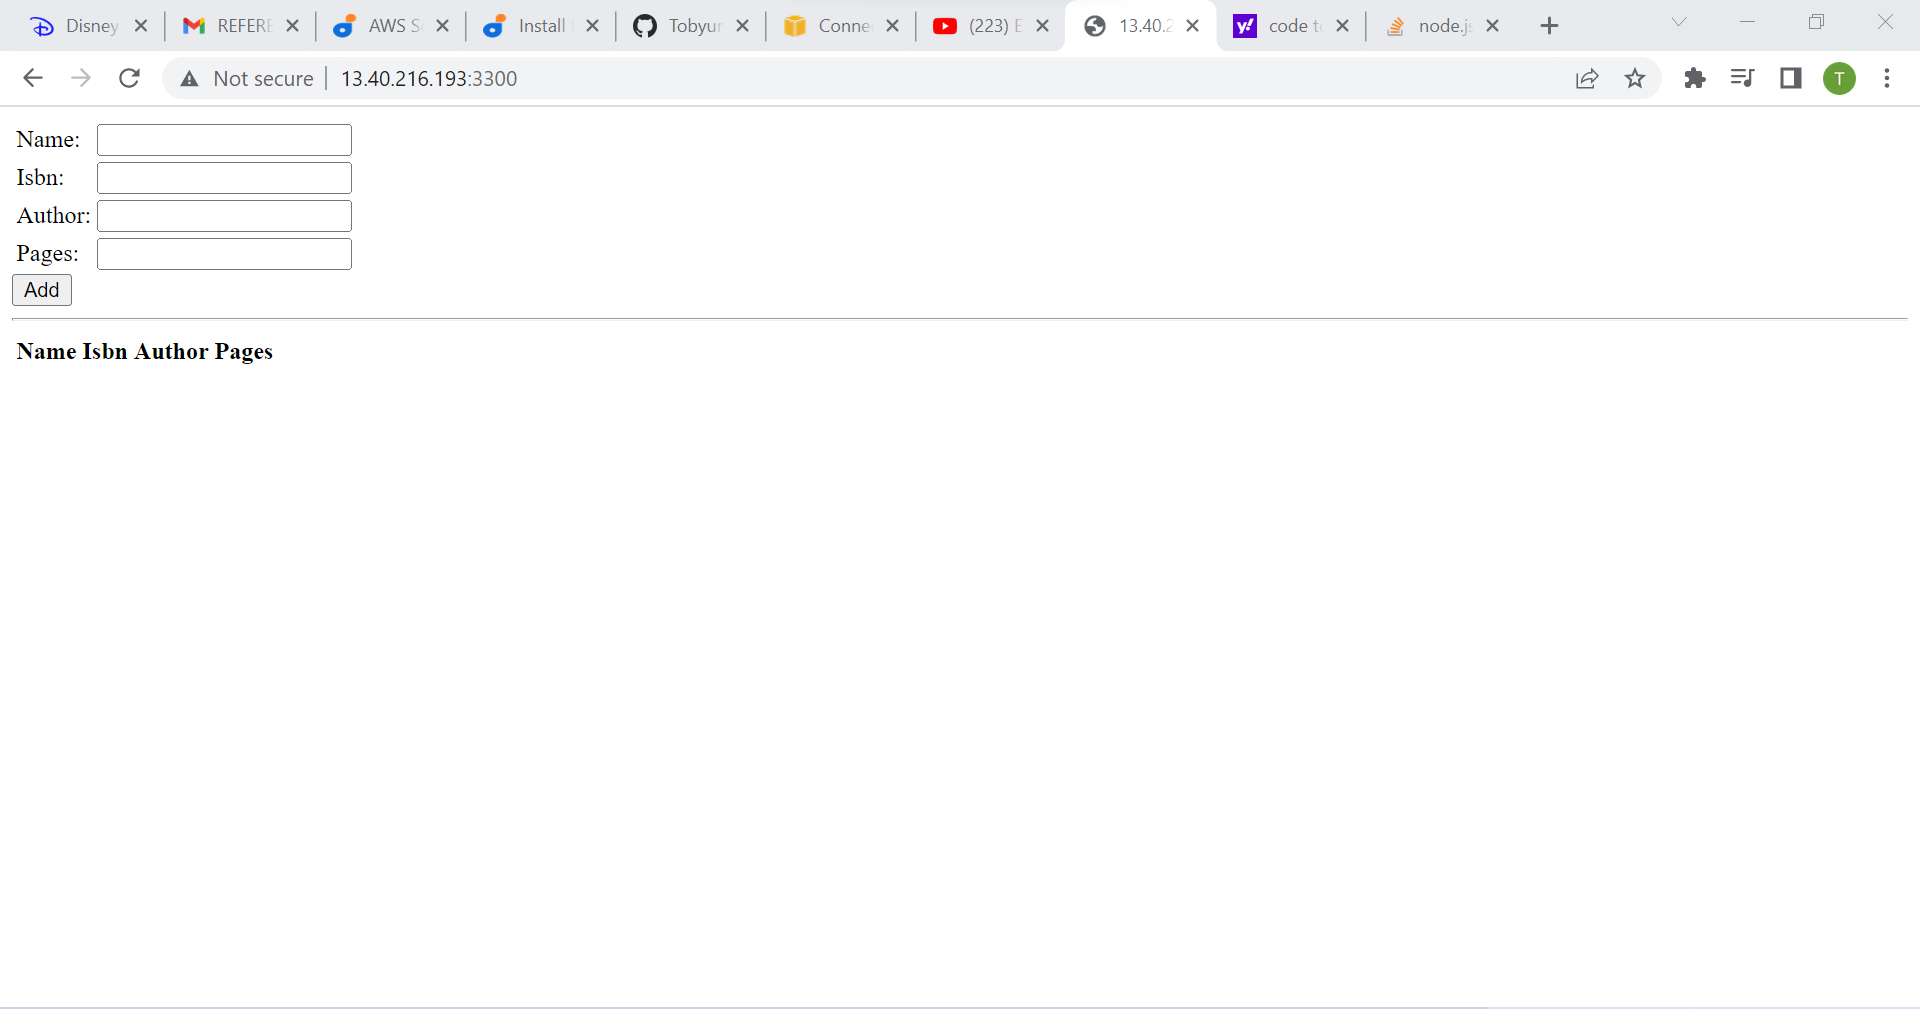 Disney REFERE AWS S Install Tobyur Conne (223) E 13.40.2 code to node.js
Not secure 13.40.216.193:3300 T
Name:
Isbn:
Author:
Pages:
Add
Name Isbn Author Pages